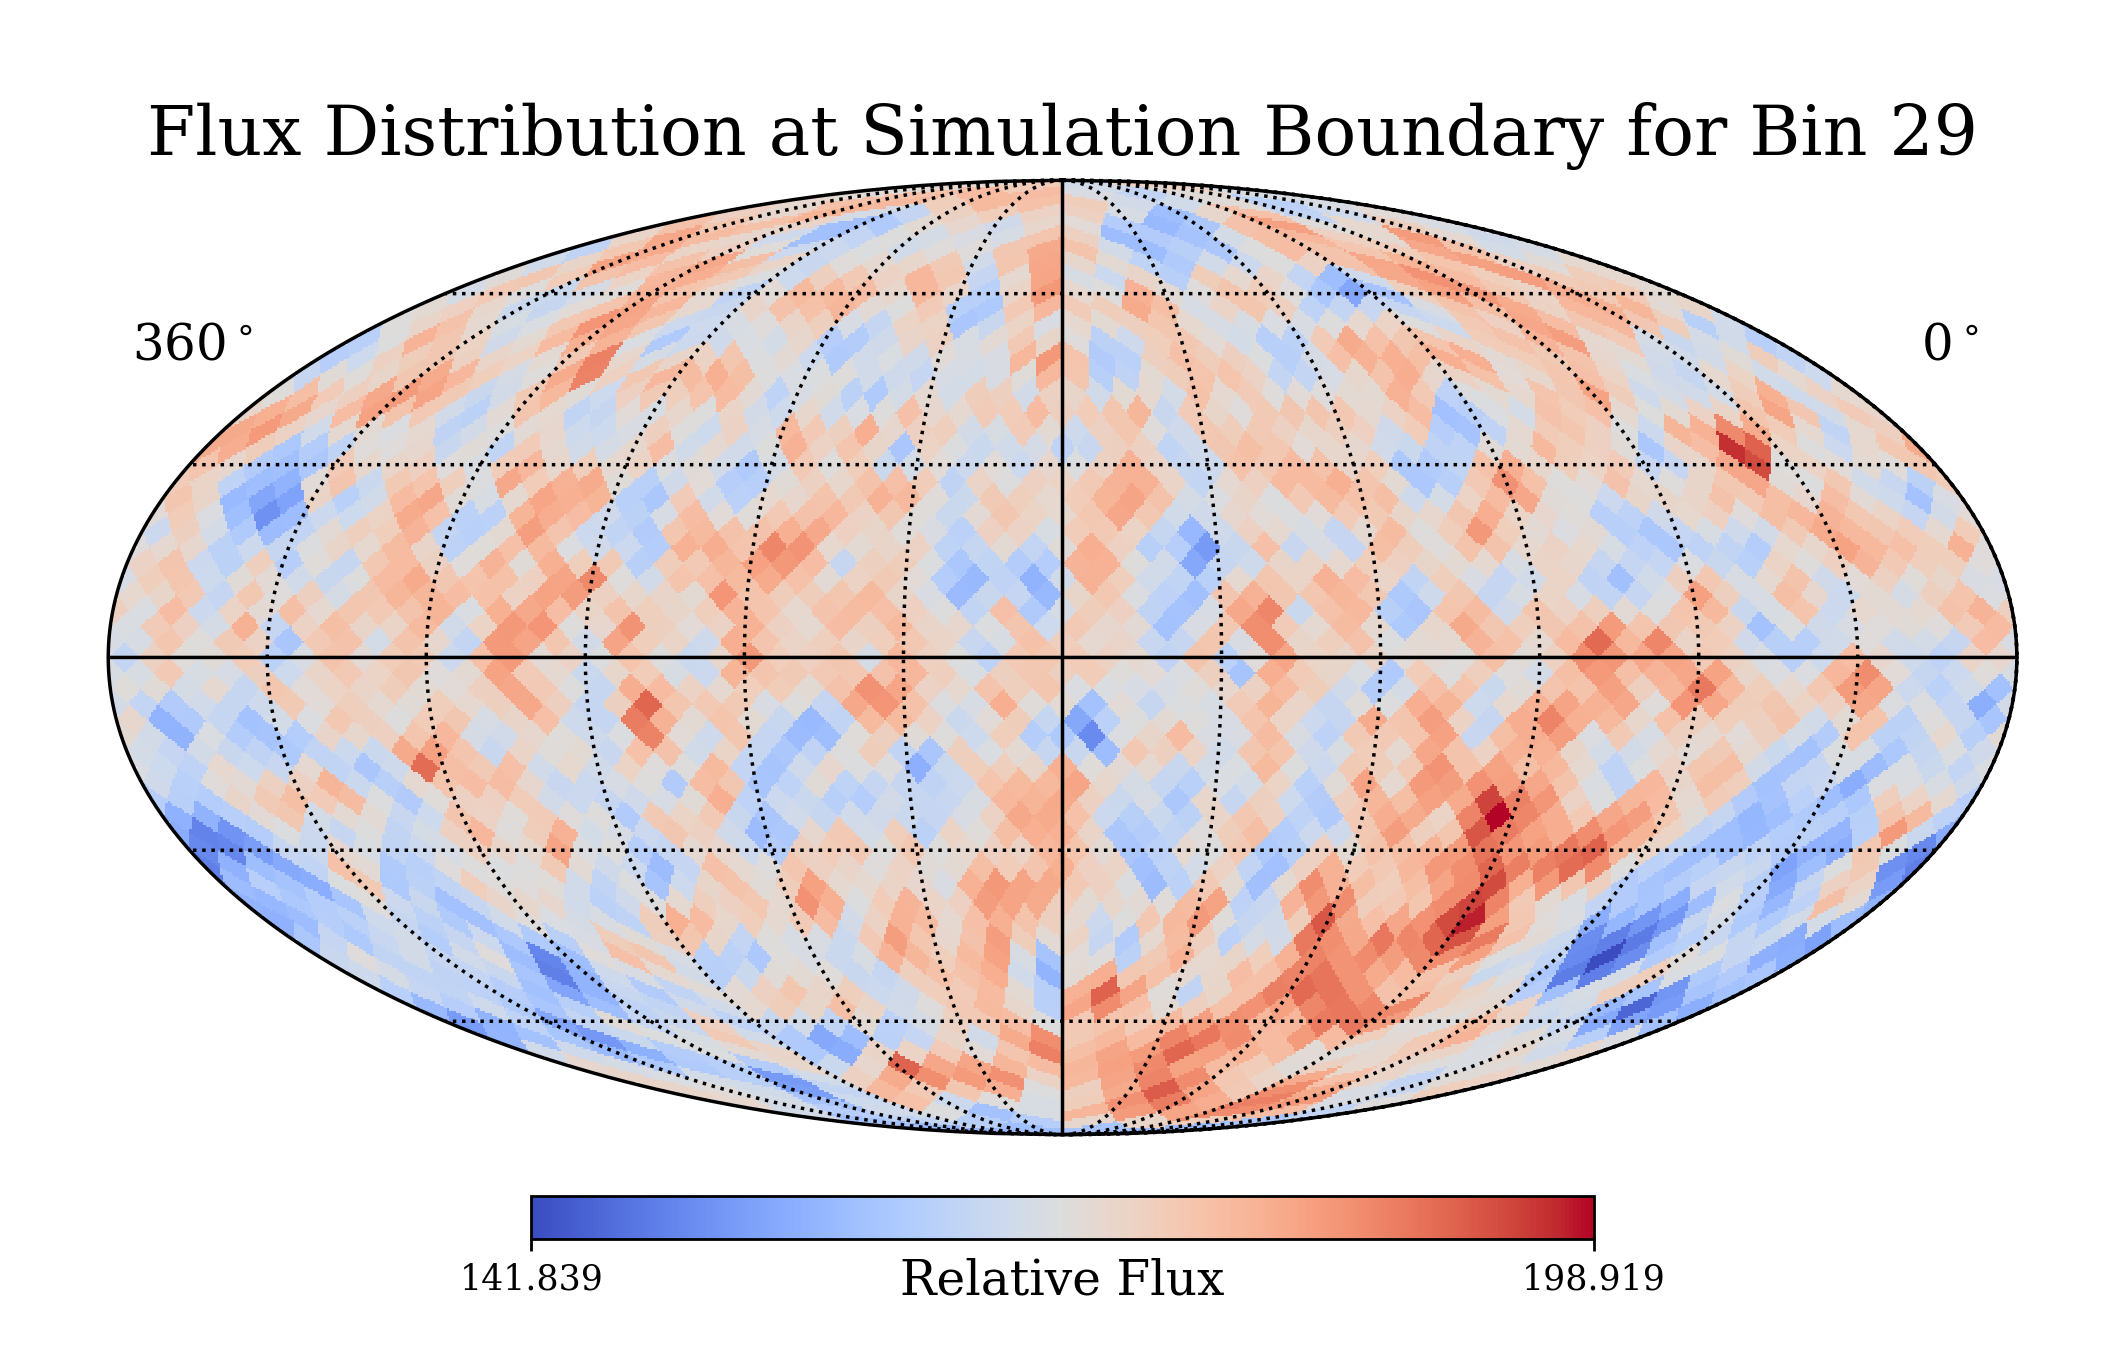 Flux Distribution at Simulation Boundary for Bin 29
360°
0°
141.839
Relative Flux
198.919